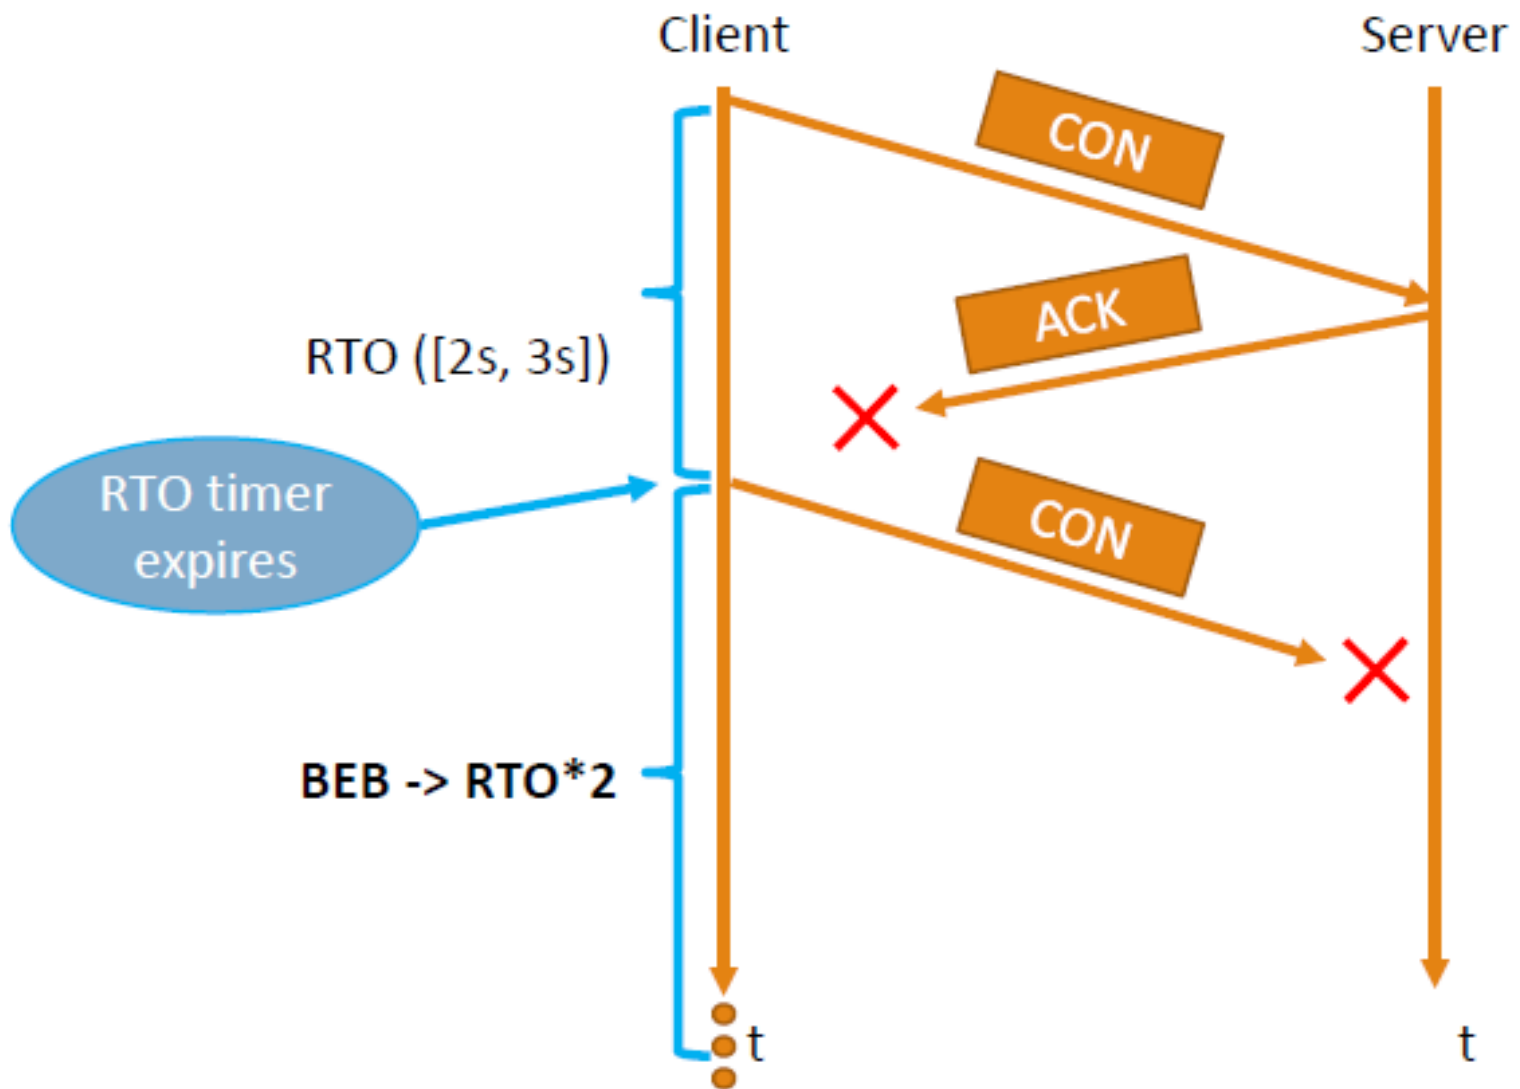 Client
Server
CON
ACK
RTO ([2s, 3s])
RTO timer
expires
CON
BEB -> RTO*2
t
t